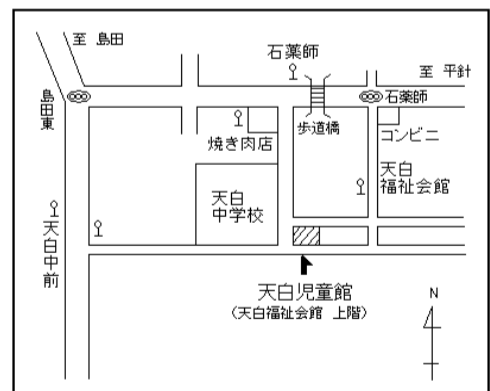 至 島田
石薬師
至 平針
島田東
石薬師
焼き肉店
歩道橋
コンビニ
天白
福祉会館
天白
中学校
天白中前
天白児童館
(天白福祉会館 上階)
N